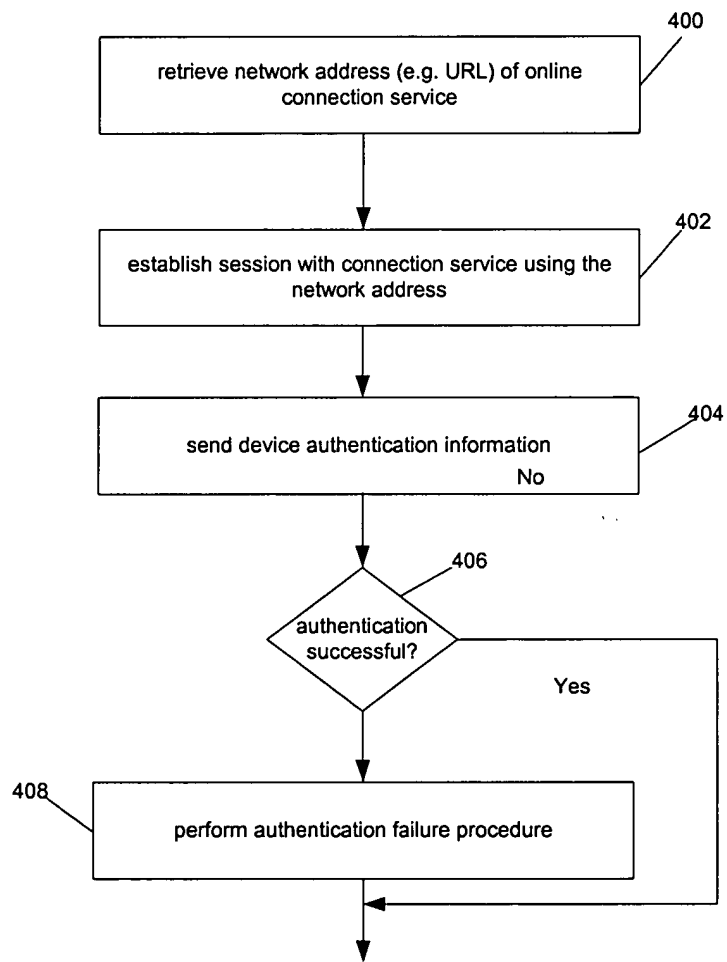 400
retrieve network address (e.g. URL) of online
connection service
402
establish session with connection service using the
network address
404
send device authentication information
No
406
authentication
successful?
Yes
408
perform authentication failure procedure